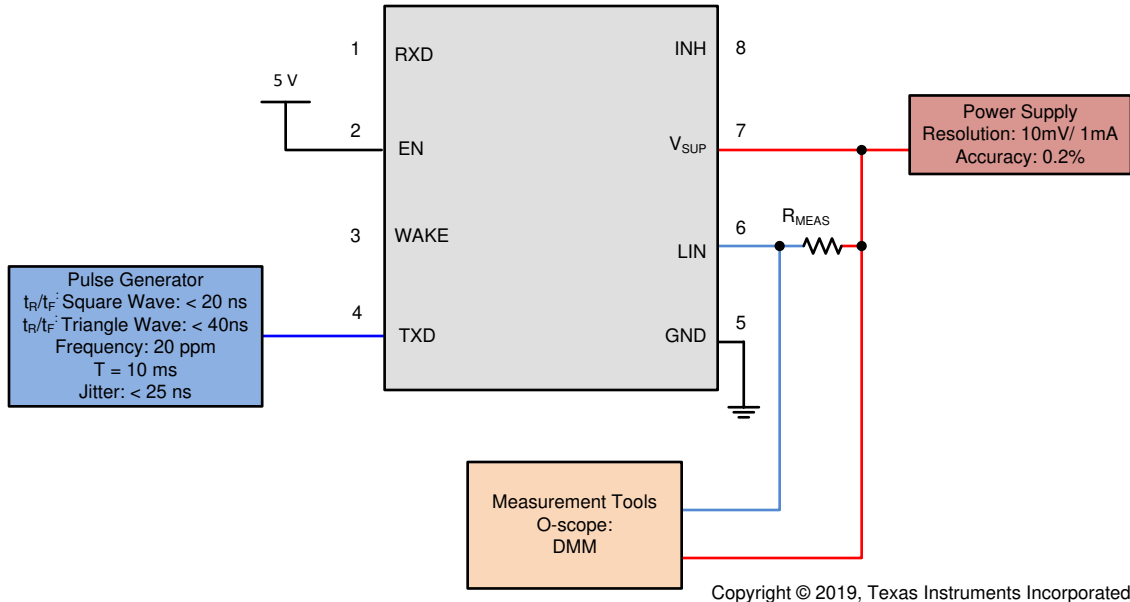 1
RXD
INH
8
5 V
2
EN
7
VSUP
Power Supply
Resolution: 10mV/ 1mA
Accuracy: 0.2%
3
WAKE
6
LIN
RMEAS
Pulse Generator
tR/tF: Square Wave: < 20 ns
tR/tF: Triangle Wave: < 40ns
Frequency: 20 ppm
T = 10 ms
Jitter: < 25 ns
4
TXD
5
GND
Measurement Tools
O-scope:
DMM
Copyright © 2019, Texas Instruments Incorporated